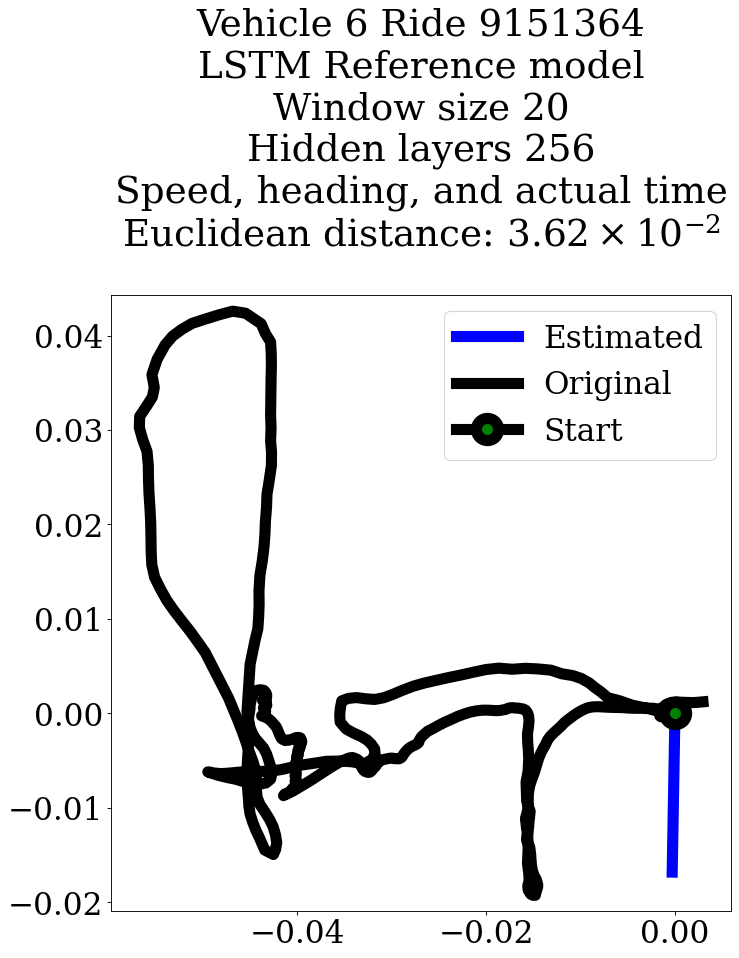 Vehicle 6 Ride 9151364
LSTM Reference model
Window size 20
Hidden layers 256
Speed, heading, and actual time
Euclidean distance: 3.62 × 10⁻²
Estimated
Original
Start
0.04
0.03
0.02
0.01
0.00
−0.01
−0.02
−0.04
−0.02
0.00